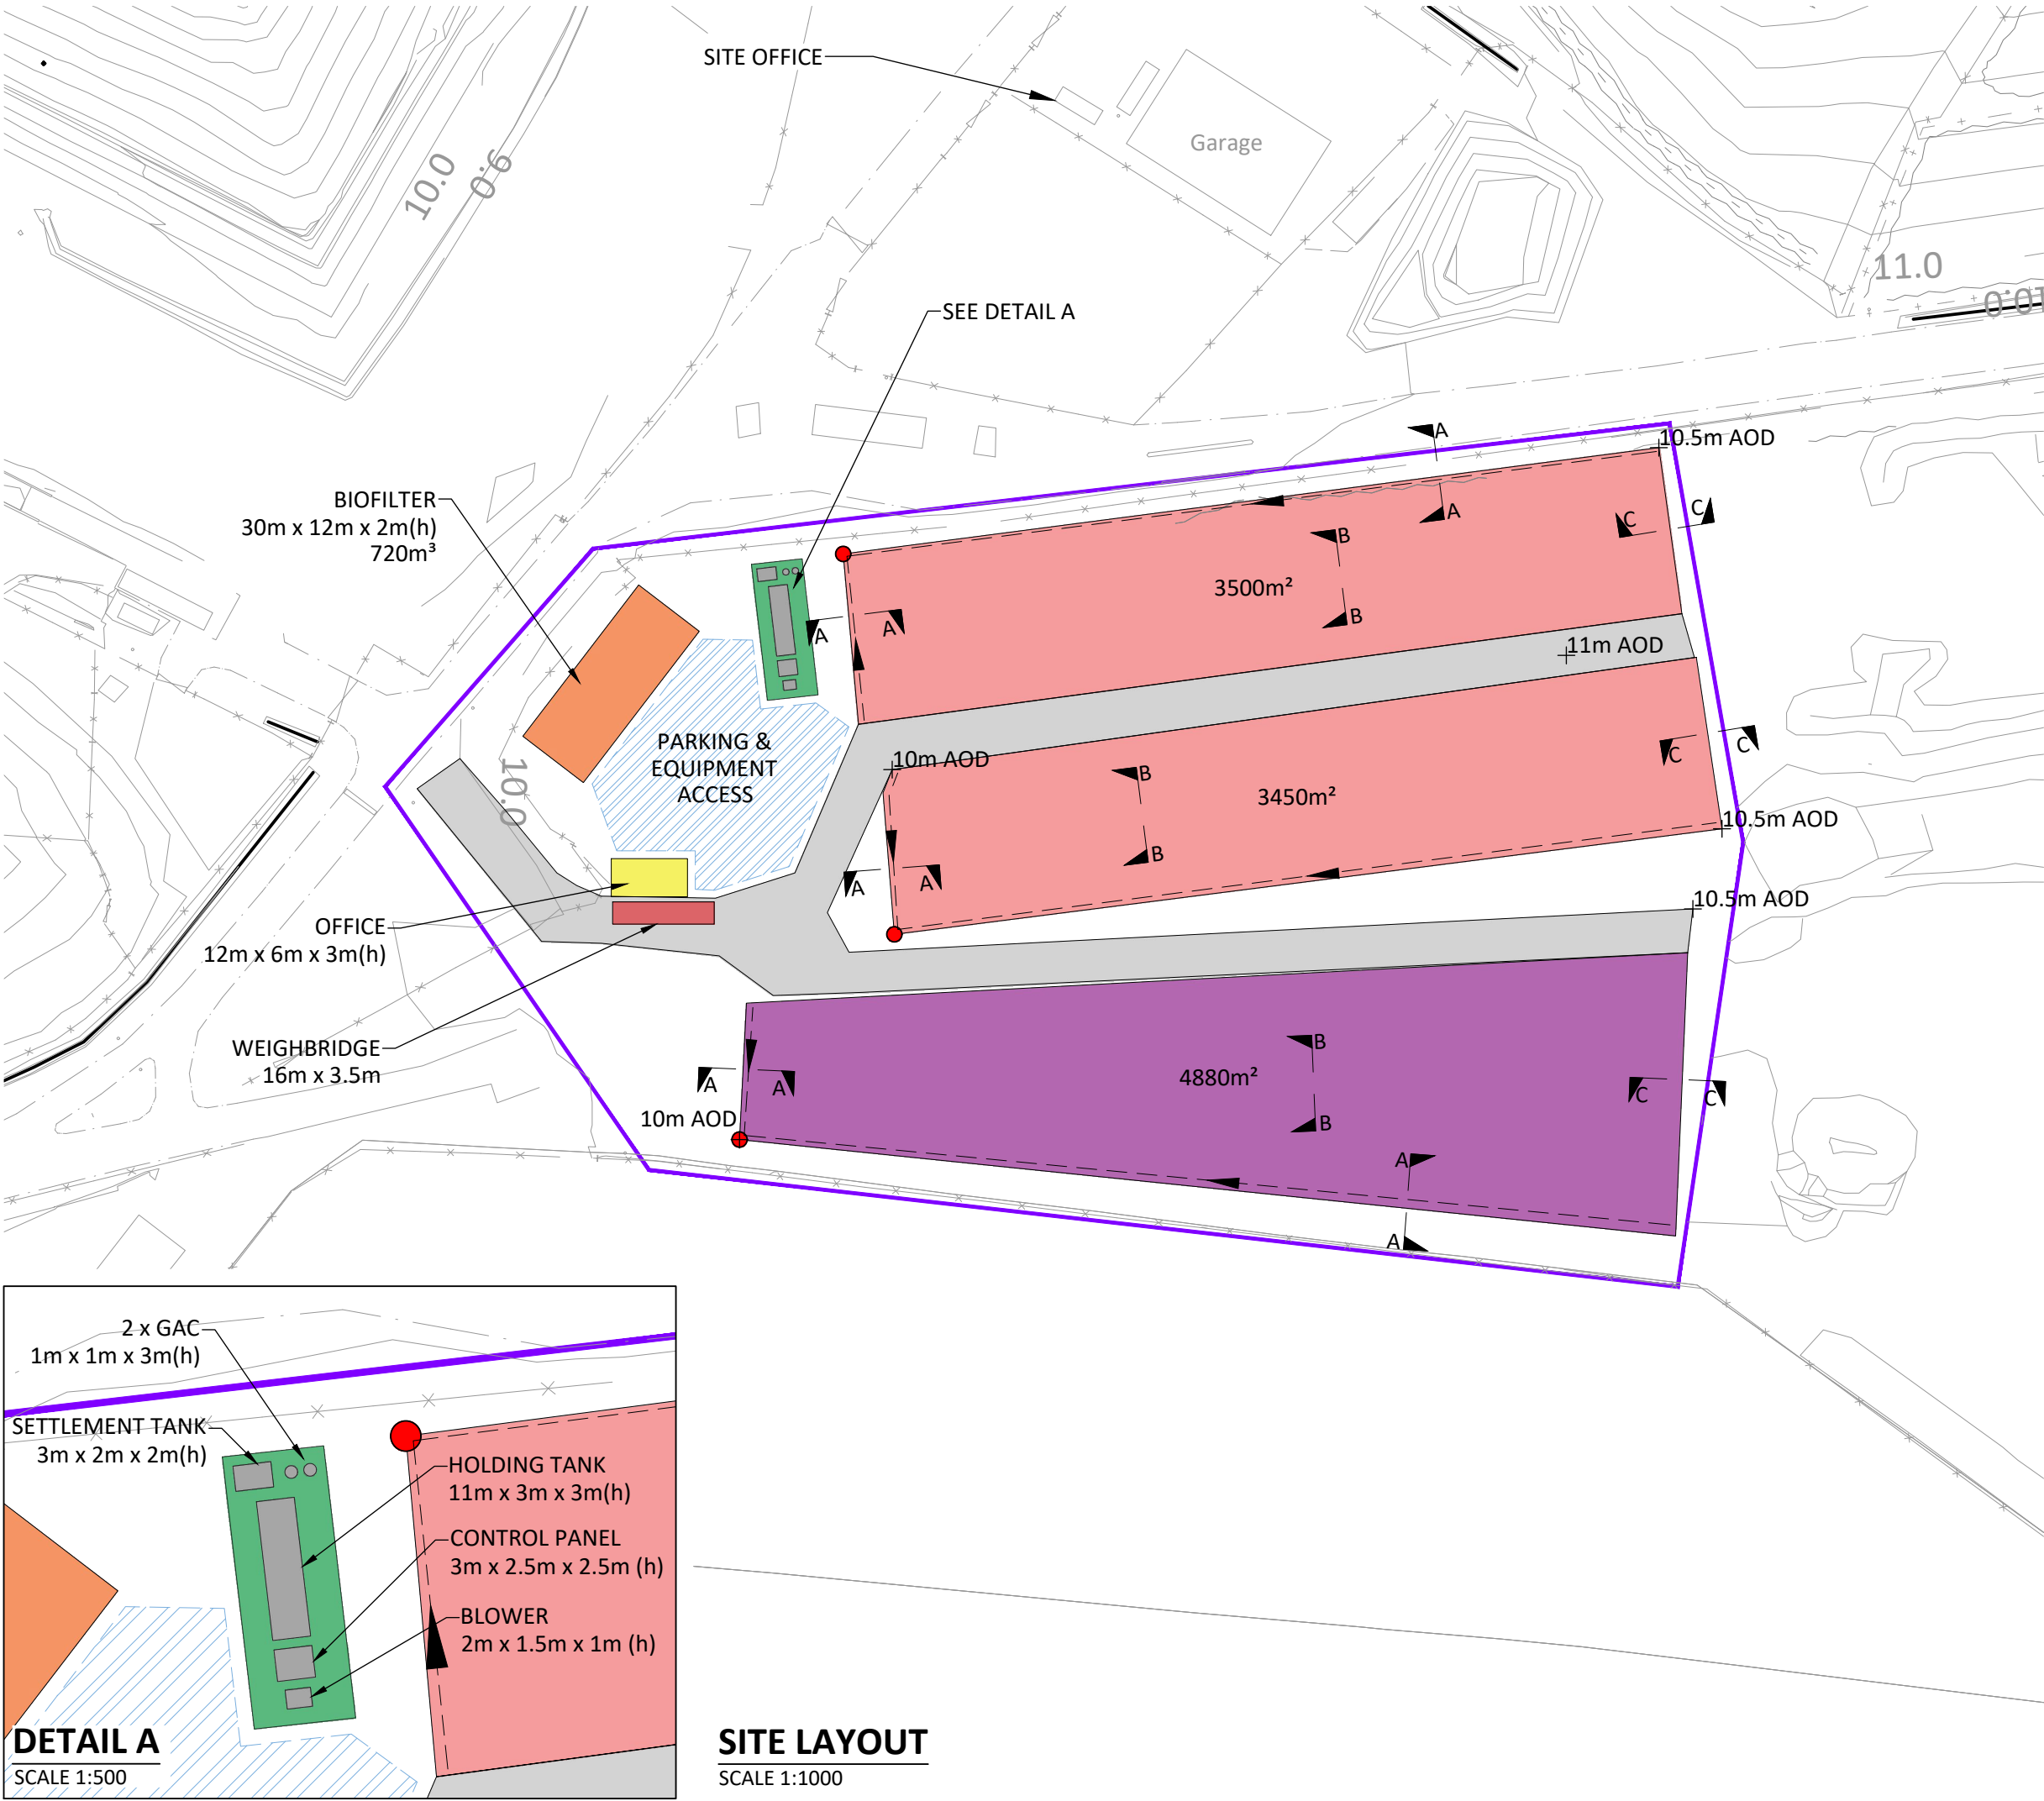 SITE OFFICE
Garage
10.0
9.0
11.0
10.0
SEE DETAIL A
A
10.5m AOD
BIOFILTER
30m x 12m x 2m(h)
720m³
A
C
C
B
3500m²
B
A
A
11m AOD
PARKING &
EQUIPMENT
ACCESS
10m AOD
10.0
B
3450m²
B
C
C
10.5m AOD
A
A
10.5m AOD
OFFICE
12m x 6m x 3m(h)
WEIGHBRIDGE
16m x 3.5m
B
4880m²
B
A
A
C
C
10m AOD
A
A
2 x GAC
1m x 1m x 3m(h)
SETTLEMENT TANK
3m x 2m x 2m(h)
HOLDING TANK
11m x 3m x 3m(h)
CONTROL PANEL
3m x 2.5m x 2.5m (h)
BLOWER
2m x 1.5m x 1m (h)
DETAIL A
SCALE 1:500
SITE LAYOUT
SCALE 1:1000